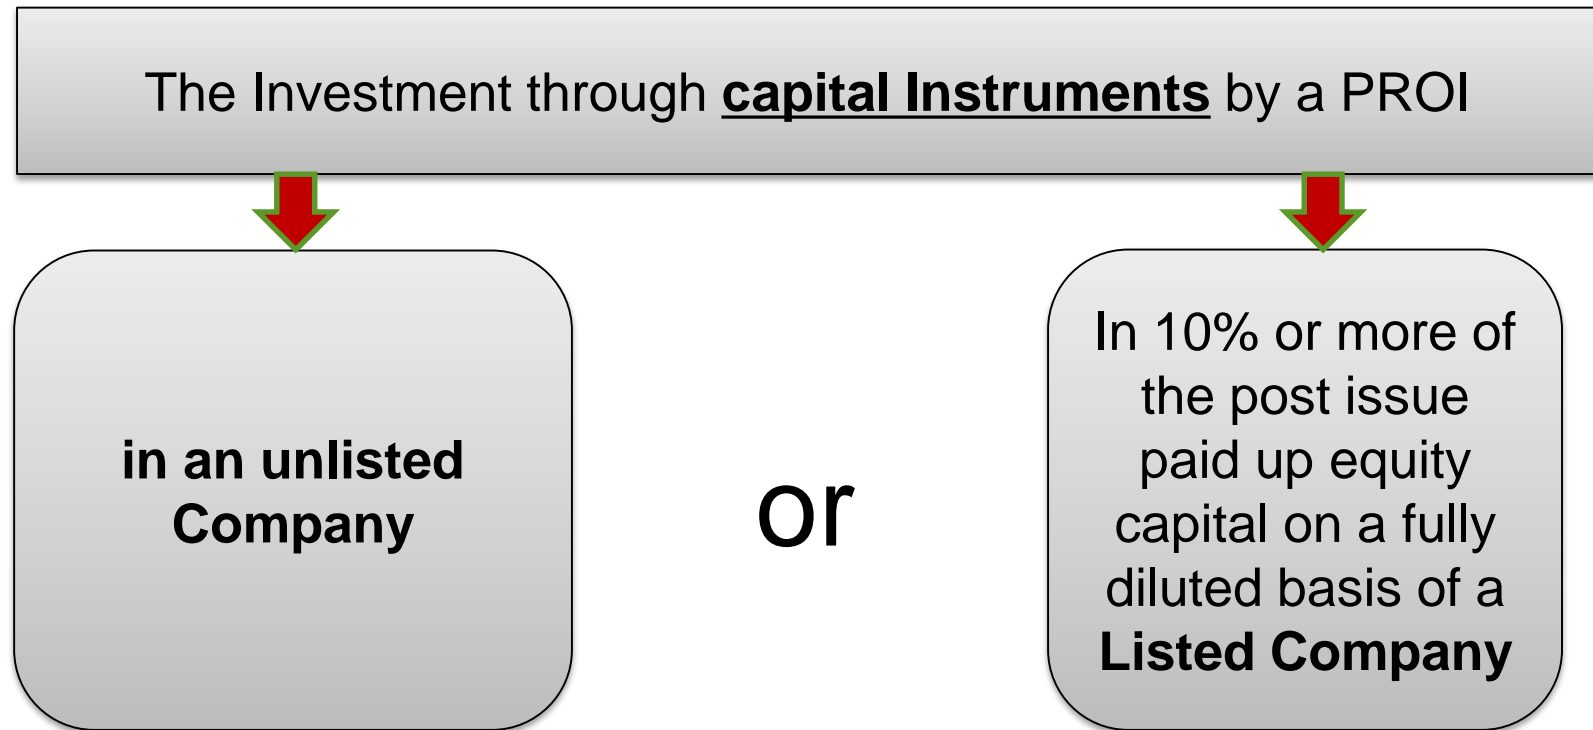 The Investment through capital Instruments by a PROI
in an unlisted
Company
or
In 10% or more of
the post issue
paid up equity
capital on a fully
diluted basis of a
Listed Company